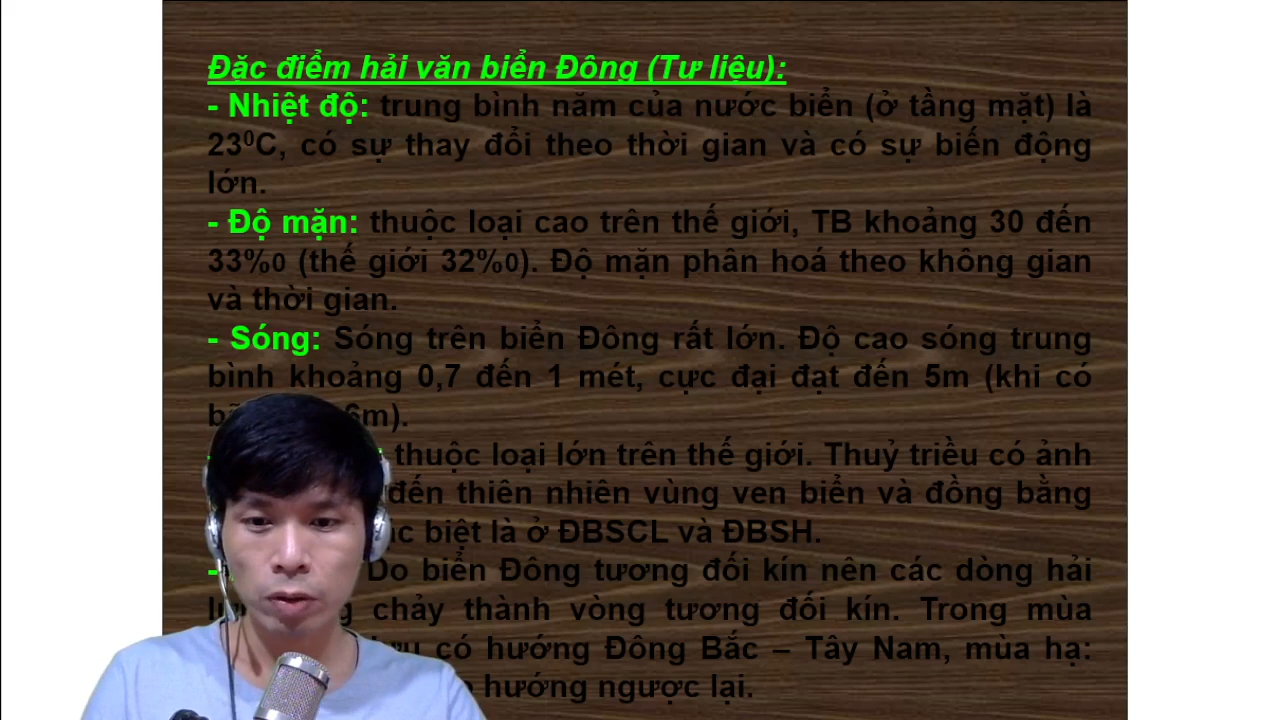 Đặc điểm hải văn biển Đông (Tư liệu):
- Nhiệt độ: trung bình năm của nước biển (ở tầng mặt) là
23⁰C, có sự thay đổi theo thời gian và có sự biến động
lớn.
- Độ mặn: thuộc loại cao trên thế giới, TB khoảng 30 đến
33%0 (thế giới 32%0). Độ mặn phân hoá theo không gian
và thời gian.
- Sóng: Sóng trên biển Đông rất lớn. Độ cao sóng trung
bình khoảng 0,7 đến 1 mét, cực đại đạt đến 5m (khi có
6m).
thuộc loại lớn trên thế giới. Thuỷ triều có ảnh
đến thiên nhiên vùng ven biển và đồng bằng
biệt là ở ĐBSCL và ĐBSH.
- Do biển Đông tương đối kín nên các dòng hải
chảy thành vòng tương đối kín. Trong mùa
có hướng Đông Bắc – Tây Nam, mùa hạ:
hướng ngược lại.